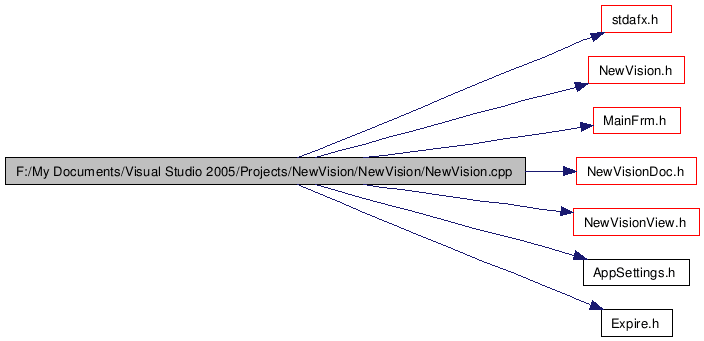 stdafx.h
NewVision.h
MainFrm.h
F:/My Documents/Visual Studio 2005/Projects/NewVision/NewVision/NewVision.cpp
NewVisionDoc.h
NewVisionView.h
AppSettings.h
Expire.h